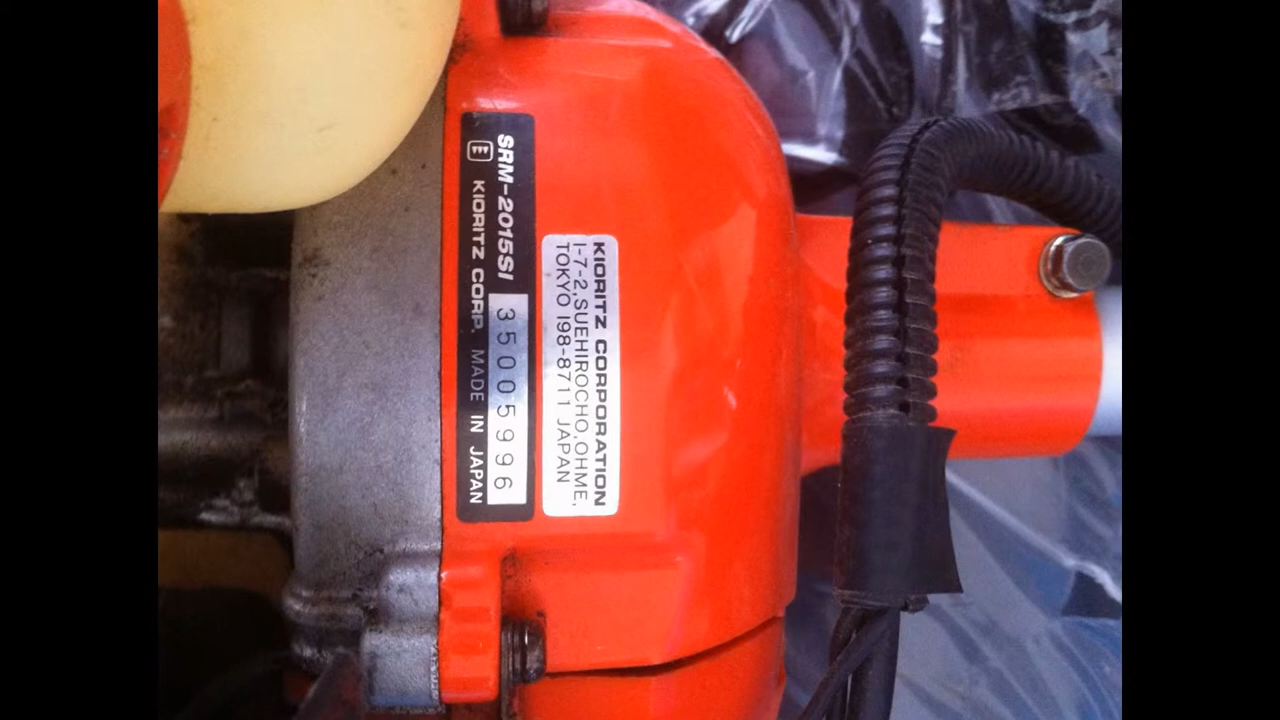 SRM-2015SI 35005996
E KIORITZ CORP. MADE IN JAPAN
KIORITZ CORPORATION
1-7-2,SUEHIROCHO,OHME,
TOKYO 198-8711 JAPAN